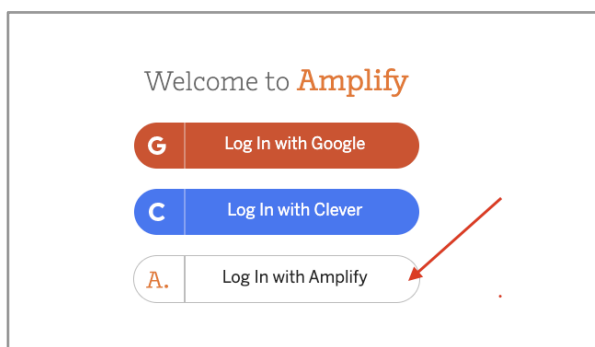 Welcome to Amplify
G Log In with Google
C Log In with Clever
A. Log In with Amplify